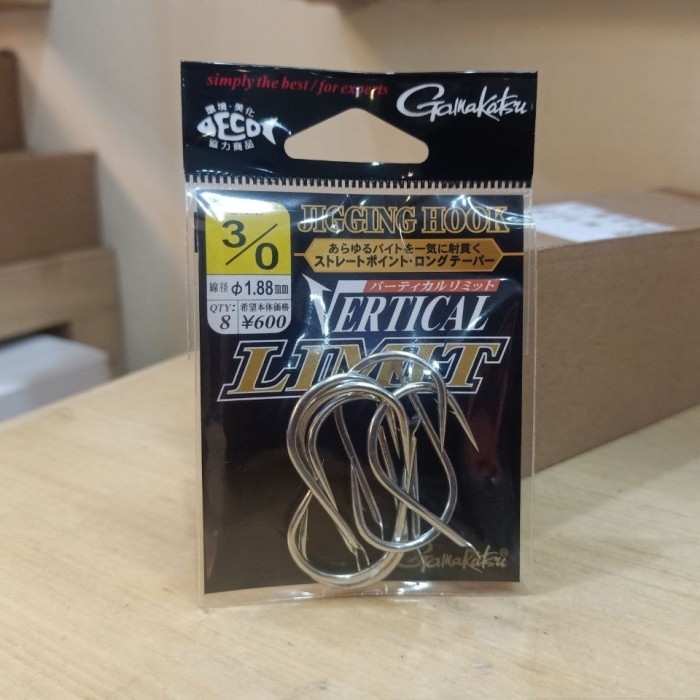 simply the best / for experts
Gamakatsu
環境・美化
ECO
協力商品
JIGGING HOOK
3/0
あらゆるバイトを一気に射貫く
ストレートポイント・ロングテーパー
線径 φ1.88mm
バーティカルリミット
QTY: 希望本体価格
8 ¥600
VERTICAL
LIMIT
Gamakatsu®